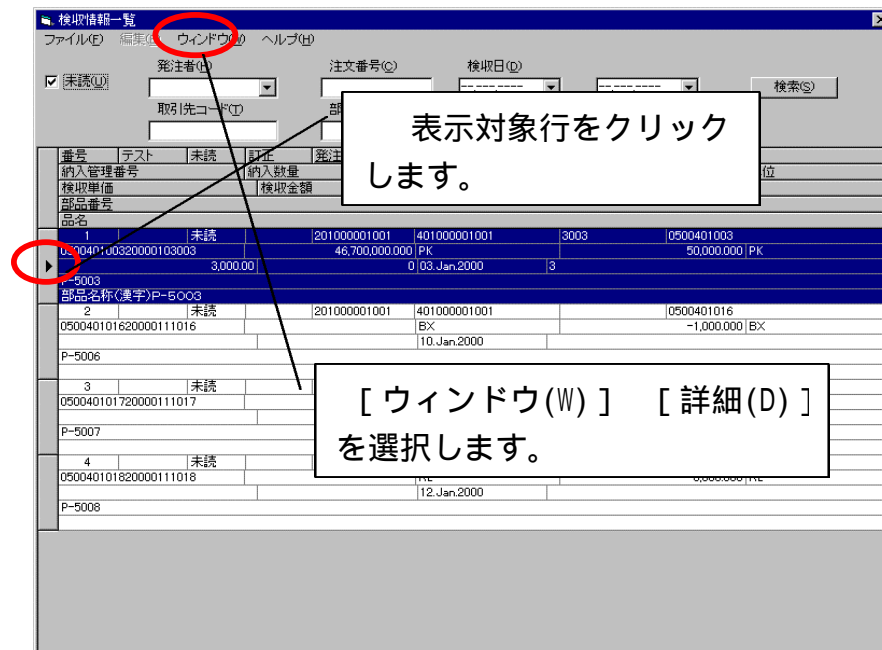 検収情報一覧
ファイル(F) 編集(E) ウィンドウ(W) ヘルプ(H)
発注者(P) 注文番号(C) 検収日(D)
未読(U) 検索(S)
取引先コード(T) 部
表示対象行をクリック
します。
番号 テスト 未読 訂正 発注
納入管理番号 納入数量 位
検収単価 検収金額
部品番号
品名
1 未読 201000001001 401000001001 3003 0500401003
050040100320000103003 46,700,000.000 PK 50,000.000 PK
3,000.00 0 03.Jan.2000 3
P-5003
部品名称(漢字)P-5003
2 未読 201000001001 401000001001 0500401016
050040101620000111016 BX -1,000.000 BX
10.Jan.2000
P-5006
3 未読
050040101720000111017
P-5007
[ウィンドウ(W)] [詳細(D)]
を選択します。
4 未読
050040101820000111018
12.Jan.2000
P-5008